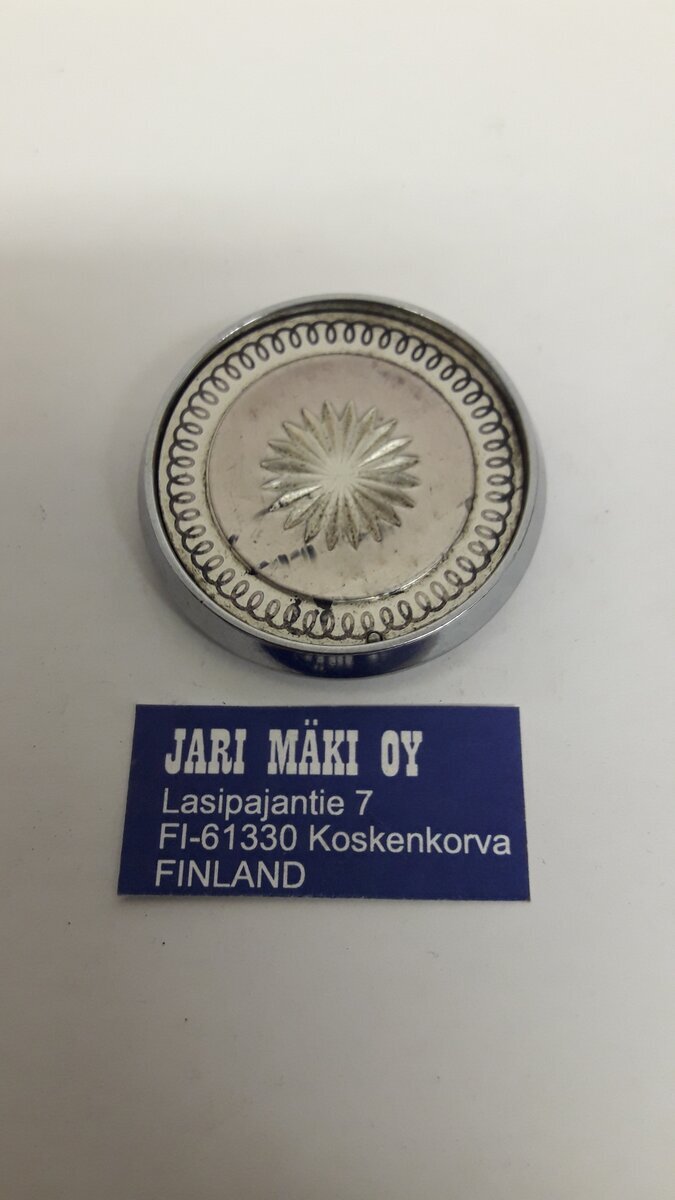 JARI MÄKI OY
Lasipajantie 7
FI-61330 Koskenkorva
FINLAND